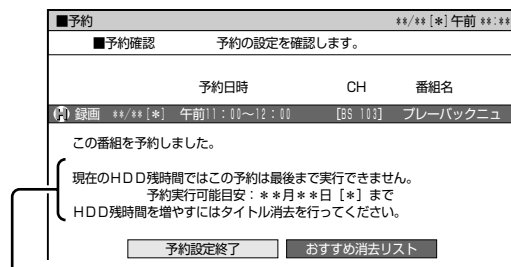 ■予約 **/**[*]午前 **:**
■予約確認 予約の設定を確認します。
予約日時 CH 番組名
Ⓗ 録画 **/**[*] 午前11：00～12：00 [BS 103] プレーバックニュ
この番組を予約しました。
現在のＨＤＤ残時間ではこの予約は最後まで実行できません。
予約実行可能目安：＊＊月＊＊日［＊］まで
ＨＤＤ残時間を増やすにはタイトル消去を行ってください。
予約設定終了 おすすめ消去リスト